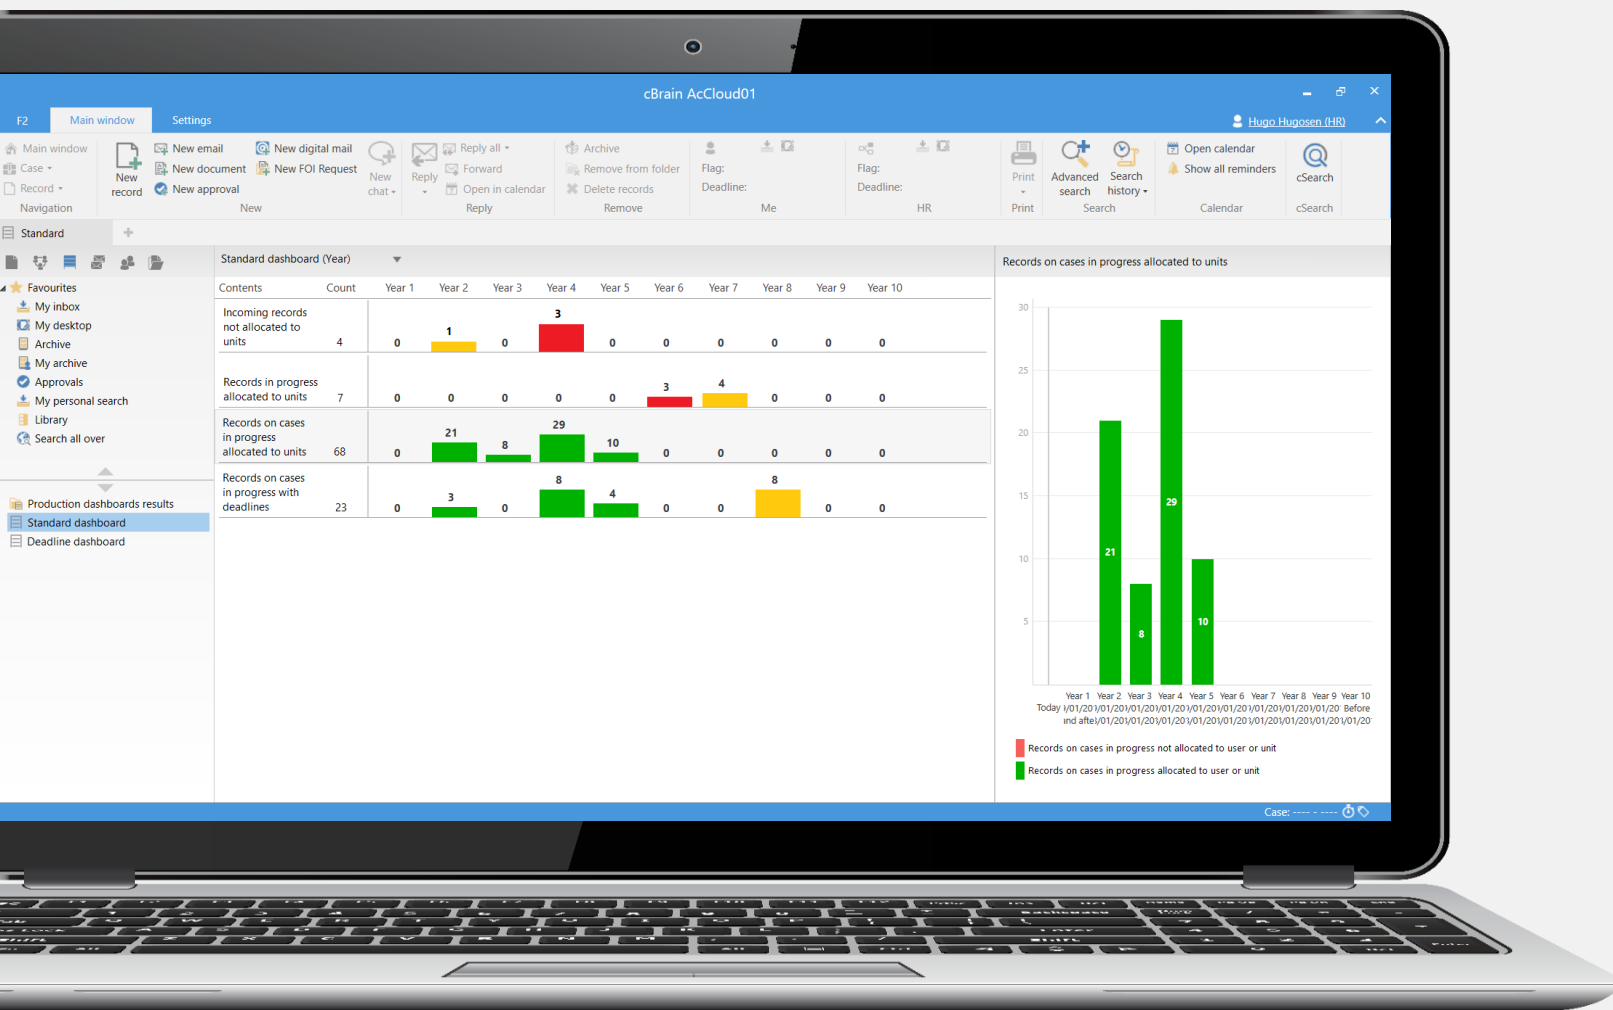 cBrain AcCloud01
F2 Main window Settings
Hugo Hugosen (HR)
Main window
Case
Record
Navigation
New record
New email
New document
New approval
New digital mail
New FOI Request
New
New chat
Reply
Reply all
Forward
Open in calendar
Reply
Archive
Remove from folder
Delete records
Remove
Flag:
Deadline:
Me
Flag:
Deadline:
HR
Print
Print
Advanced search
Search history
Search
Open calendar
Show all reminders
Calendar
cSearch
cSearch
Standard
Favourites
My inbox
My desktop
Archive
My archive
Approvals
My personal search
Library
Search all over
Production dashboards results
Standard dashboard
Deadline dashboard
Standard dashboard (Year)
Contents Count Year 1 Year 2 Year 3 Year 4 Year 5 Year 6 Year 7 Year 8 Year 9 Year 10
Incoming records
not allocated to
units 4 0 1 0 3 0 0 0 0 0 0
Records in progress
allocated to units 7 0 0 0 0 0 3 4 0 0 0
Records on cases
in progress
allocated to units 68 0 21 8 29 10 0 0 0 0 0
Records on cases
in progress with
deadlines 23 0 3 0 8 4 0 0 8 0 0
Records on cases in progress allocated to units
30
25
20
15
10
5
21 8 29 10
Year 1 Year 2 Year 3 Year 4 Year 5 Year 6 Year 7 Year 8 Year 9 Year 10
Today Before
Records on cases in progress not allocated to user or unit
Records on cases in progress allocated to user or unit
Case: ---- - ----